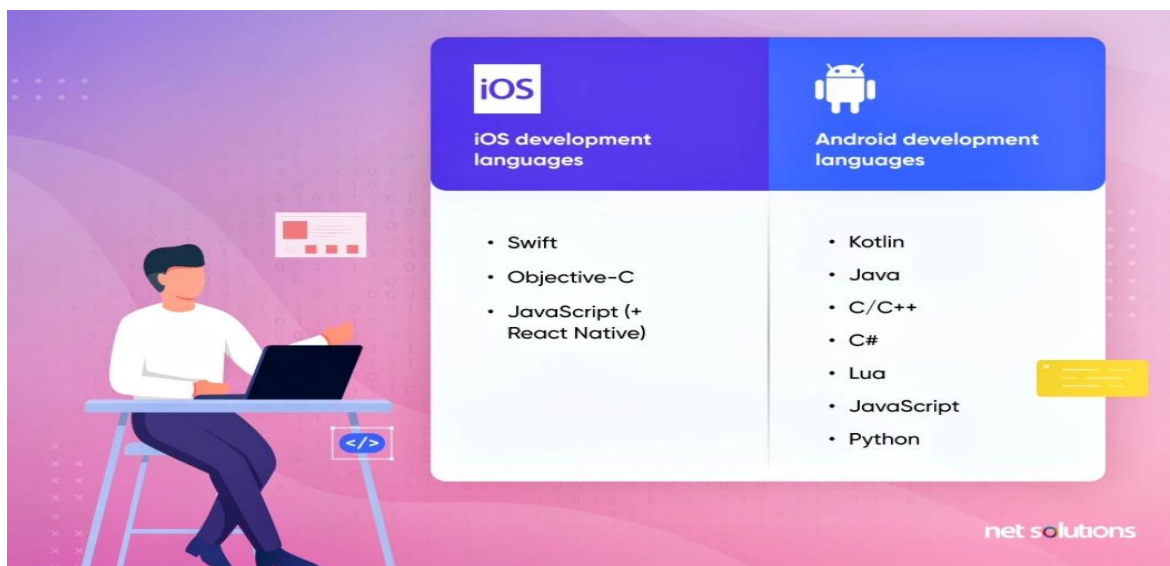 iOS
iOS development
languages
• Swift
• Objective-C
• JavaScript (+
React Native)
Android development
languages
• Kotlin
• Java
• C/C++
• C#
• Lua
• JavaScript
• Python
</>
net solutions